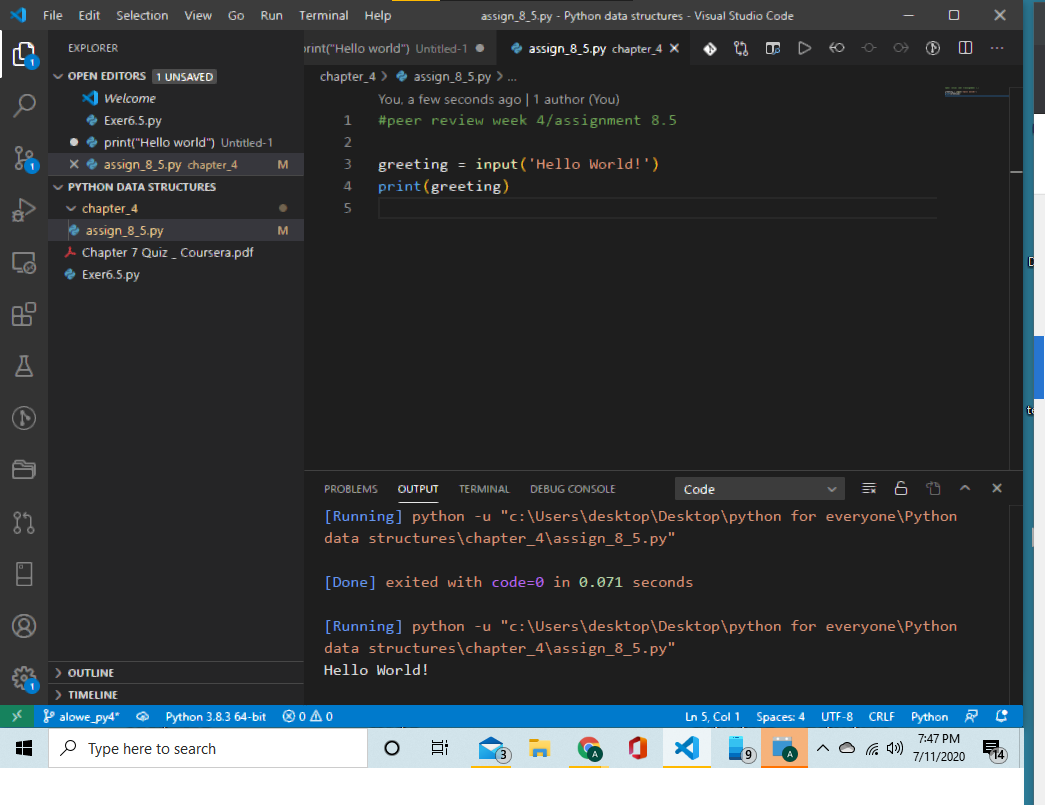 File Edit Selection View Go Run Terminal Help assign_8_5.py - Python data structures - Visual Studio Code
EXPLORER
rint("Hello world") Untitled-1 assign_8_5.py chapter_4
OPEN EDITORS 1 UNSAVED
Welcome
Exer6.5.py
print("Hello world") Untitled-1
assign_8_5.py chapter_4 M
PYTHON DATA STRUCTURES
chapter_4
assign_8_5.py M
Chapter 7 Quiz _ Coursera.pdf
Exer6.5.py
OUTLINE
TIMELINE
1
1
1
chapter_4 > assign_8_5.py > ...
You, a few seconds ago | 1 author (You)
1 #peer review week 4/assignment 8.5
2
3 greeting = input('Hello World!')
4 print(greeting)
5
PROBLEMS OUTPUT TERMINAL DEBUG CONSOLE Code
[Running] python -u "c:\Users\desktop\Desktop\python for everyone\Python
data structures\chapter_4\assign_8_5.py"
[Done] exited with code=0 in 0.071 seconds
[Running] python -u "c:\Users\desktop\Desktop\python for everyone\Python
data structures\chapter_4\assign_8_5.py"
Hello World!
alowe_py4* Python 3.8.3 64-bit 0 0 Ln 5, Col 1 Spaces: 4 UTF-8 CRLF Python
Type here to search 3 A 9 A 7:47 PM
7/11/2020 14